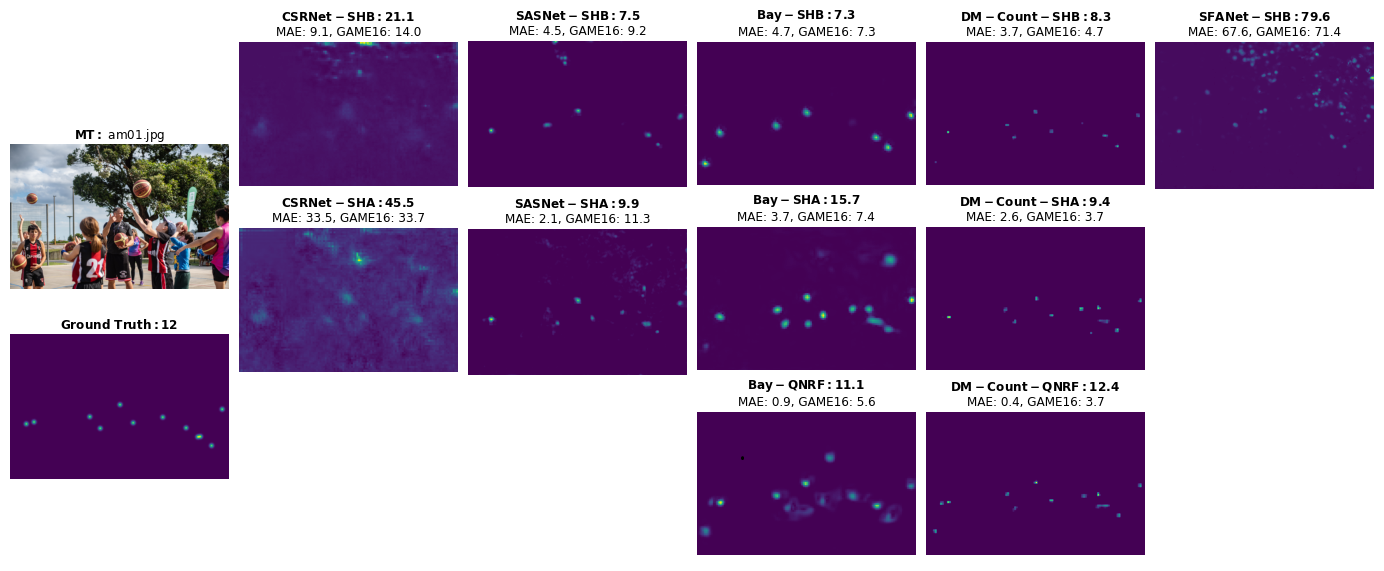 CSRNet − SHB : 21.1
MAE: 9.1, GAME16: 14.0
SASNet − SHB : 7.5
MAE: 4.5, GAME16: 9.2
Bay − SHB : 7.3
MAE: 4.7, GAME16: 7.3
DM − Count − SHB : 8.3
MAE: 3.7, GAME16: 4.7
SFANet − SHB : 79.6
MAE: 67.6, GAME16: 71.4
MT : am01.jpg
CSRNet − SHA : 45.5
MAE: 33.5, GAME16: 33.7
SASNet − SHA : 9.9
MAE: 2.1, GAME16: 11.3
Bay − SHA : 15.7
MAE: 3.7, GAME16: 7.4
DM − Count − SHA : 9.4
MAE: 2.6, GAME16: 3.7
21
Ground Truth : 12
Bay − QNRF : 11.1
MAE: 0.9, GAME16: 5.6
DM − Count − QNRF : 12.4
MAE: 0.4, GAME16: 3.7